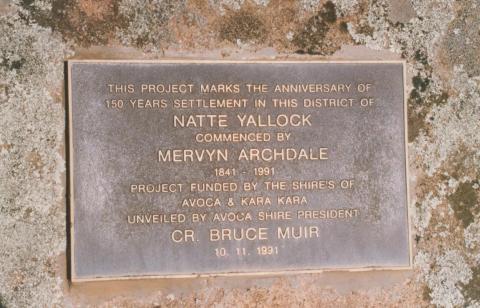 THIS PROJECT MARKS THE ANNIVERSARY OF
150 YEARS SETTLEMENT IN THIS DISTRICT OF
NATTE YALLOCK
COMMENCED BY
MERVYN ARCHDALE
1841 - 1991
PROJECT FUNDED BY THE SHIRE'S OF
AVOCA & KARA KARA
UNVEILED BY AVOCA SHIRE PRESIDENT
CR. BRUCE MUIR
10. 11. 1991